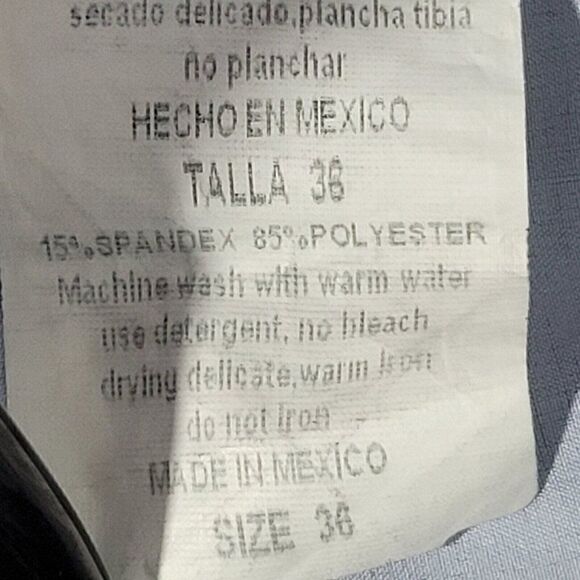 secado delicado,plancha tibia
no planchar
HECHO EN MEXICO
TALLA 36
15%SPANDEX 85%POLYESTER
Machine wash with warm water
use detergent, no bleach
drying delicate,warm Iron
do not Iron
MADE IN MEXÍCO
SIZE 36